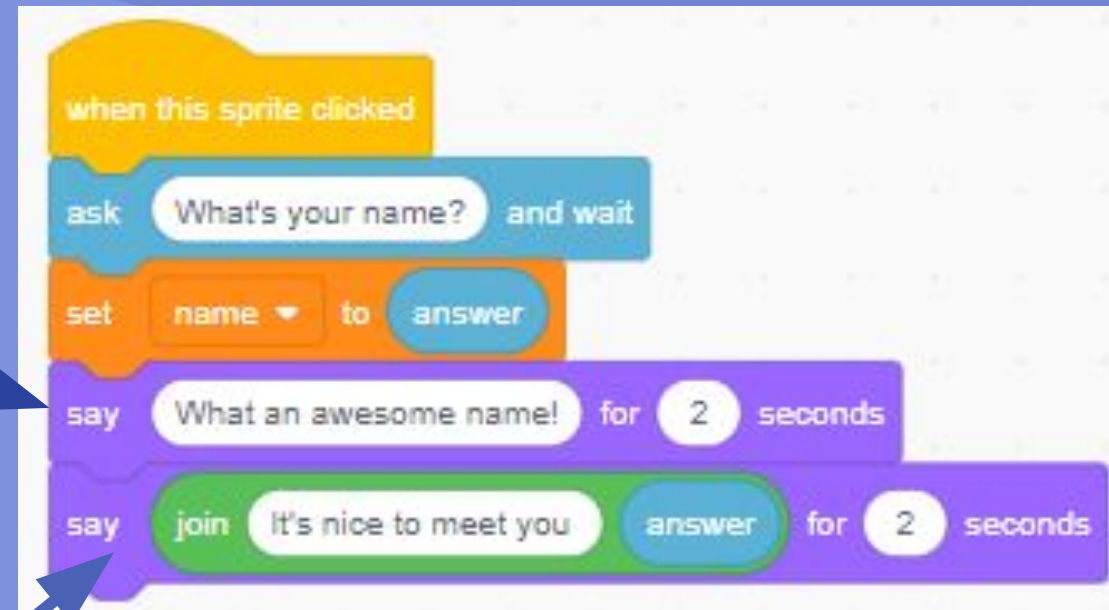 when this sprite clicked
ask What's your name? and wait
set name to answer
say What an awesome name! for 2 seconds
say join It's nice to meet you answer for 2 seconds